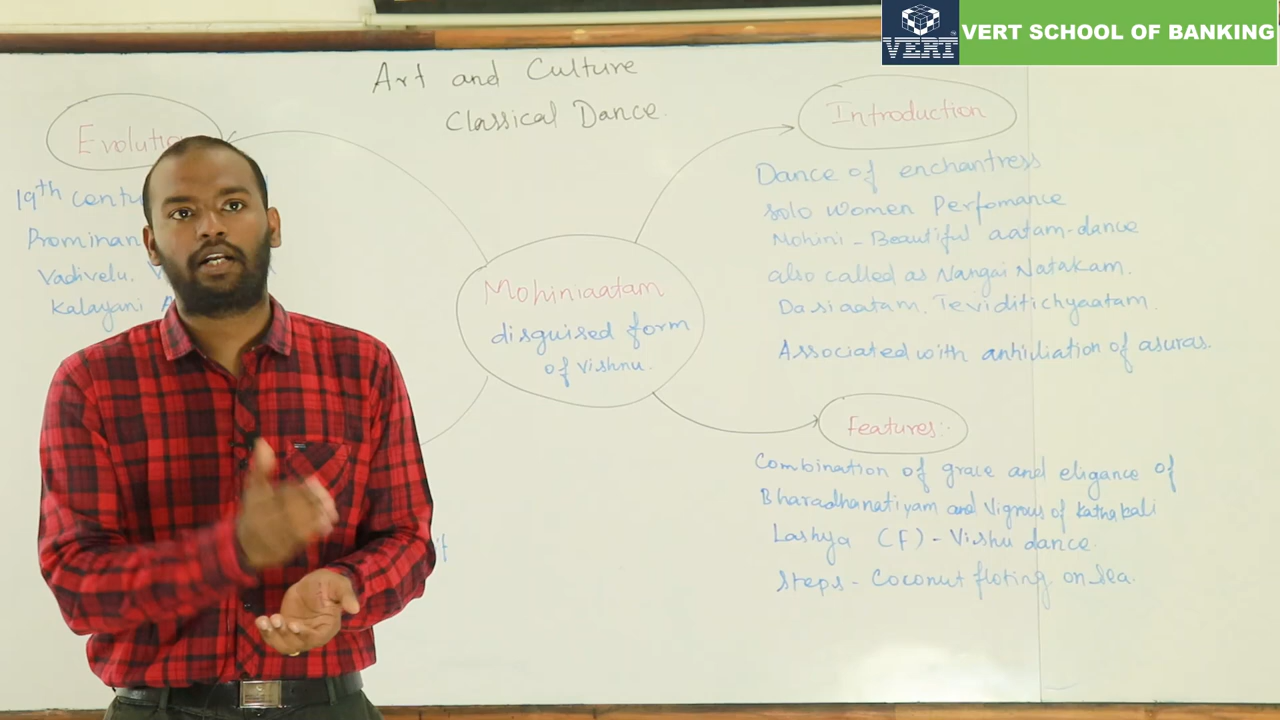 VERT
VERT SCHOOL OF BANKING
Art and Culture
Classical Dance.
Evolution
19th
Prominan
Vadivelu.
Kalayani
Mohiniaatam
disguised form
of vishnu.
Introduction
Dance of enchantress
solo women Perfomance
Mohini - Beautiful aatam-dance
also called as Nangai Natakam.
Dasiaatam. Teviditichyaatam.
Associated with anhiliation of asuras.
Features:-
Combination of grace and eligance of
Bharadhanatiyam and vigrous of Kathakali
Lashya (F) - Vishu dance.
Steps - Coconut floting on sea.